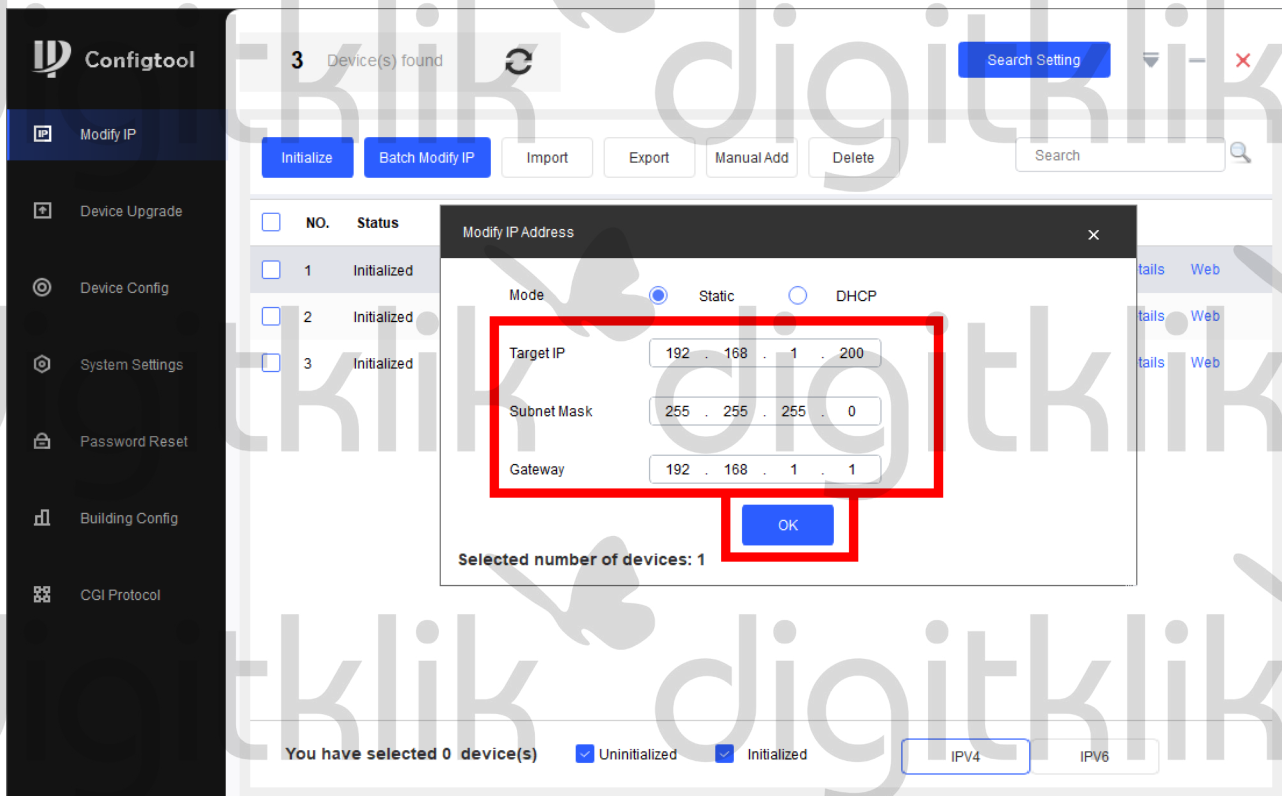 Configtool
3 Device(s) found
Search Setting
Modify IP
Device Upgrade
Device Config
System Settings
Password Reset
Building Config
CGI Protocol
Initialize Batch Modify IP Import Export Manual Add Delete Search
NO. Status
1 Initialized tails Web
2 Initialized tails Web
3 Initialized tails Web
Modify IP Address
Mode Static DHCP
Target IP 192 . 168 . 1 . 200
Subnet Mask 255 . 255 . 255 . 0
Gateway 192 . 168 . 1 . 1
OK
Selected number of devices: 1
You have selected 0 device(s) Uninitialized Initialized IPV4 IPV6
digitklik